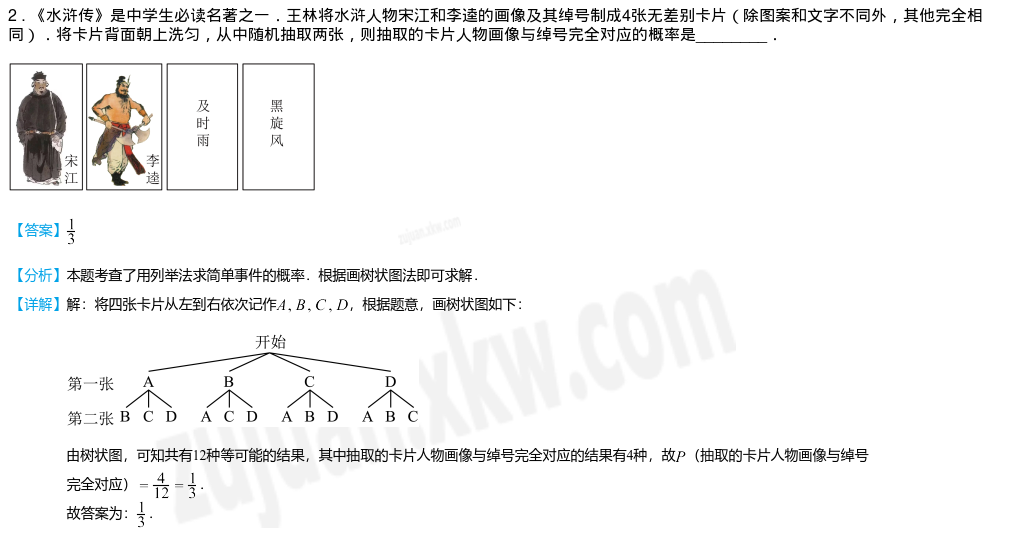 2．《水浒传》是中学生必读名著之一．王林将水浒人物宋江和李逵的画像及其绰号制成4张无差别卡片（除图案和文字不同外，其他完全相
同）．将卡片背面朝上洗匀，从中随机抽取两张，则抽取的卡片人物画像与绰号完全对应的概率是_________．
宋江
李逵
及时雨
黑旋风
【答案】1/3
zujuan.xkw.com
【分析】本题考查了用列举法求简单事件的概率．根据画树状图法即可求解．
【详解】解：将四张卡片从左到右依次记作A，B，C，D，根据题意，画树状图如下：
开始
第一张 A B C D
第二张 B C D A C D A B D A B C
由树状图，可知共有12种等可能的结果，其中抽取的卡片人物画像与绰号完全对应的结果有4种，故P（抽取的卡片人物画像与绰号
完全对应）= 4/12 = 1/3．
故答案为：1/3．
zujuan.xkw.com